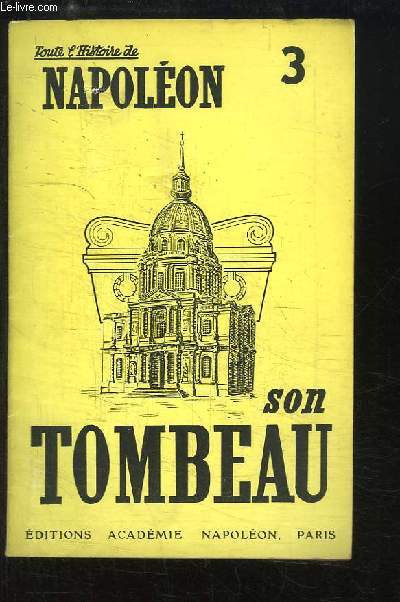 © Le-livre.com
Toute l'Histoire de
NAPOLÉON
3
son
TOMBEAU
ÉDITIONS ACADÉMIE NAPOLÉON, PARIS